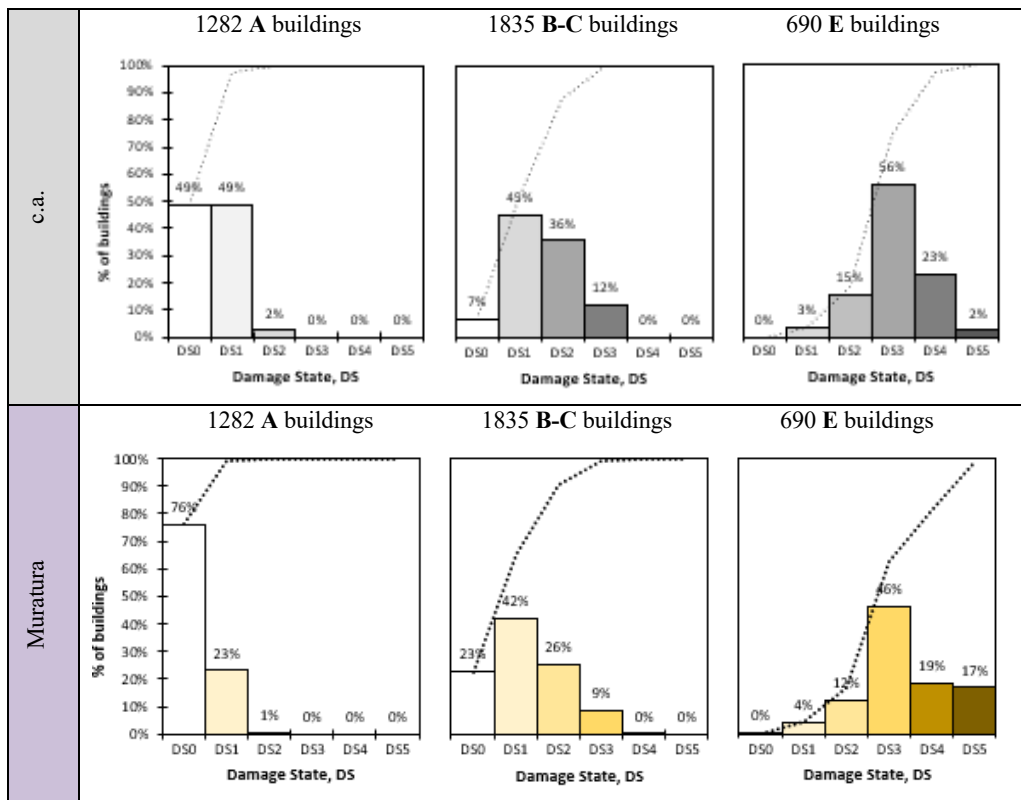 c.a.
1282 A buildings
1835 B-C buildings
690 E buildings
% of buildings
100%
90%
80%
70%
60%
50%
40%
30%
20%
10%
0%
49%
49%
2%
0%
0%
0%
DS0 DS1 DS2 DS3 DS4 DS5
Damage State, DS
7%
45%
36%
12%
0%
0%
DS0 DS1 DS2 DS3 DS4 DS5
Damage State, DS
0%
3%
15%
56%
23%
2%
DS0 DS1 DS2 DS3 DS4 DS5
Damage State, DS
Muratura
1282 A buildings
1835 B-C buildings
690 E buildings
% of buildings
100%
90%
80%
70%
60%
50%
40%
30%
20%
10%
0%
76%
23%
1%
0%
0%
0%
DS0 DS1 DS2 DS3 DS4 DS5
Damage State, DS
23%
42%
26%
9%
0%
0%
DS0 DS1 DS2 DS3 DS4 DS5
Damage State, DS
0%
4%
12%
46%
19%
17%
DS0 DS1 DS2 DS3 DS4 DS5
Damage State, DS